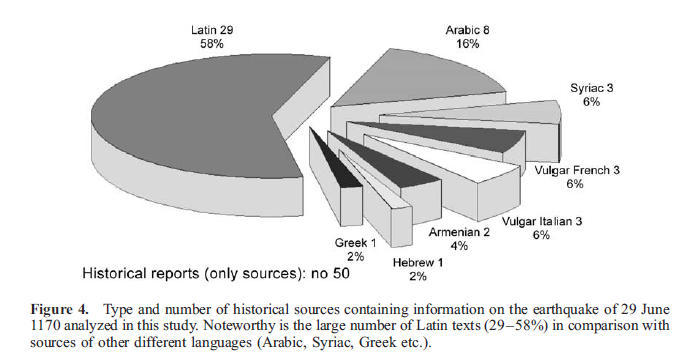 Latin 29
58%
Arabic 8
16%
Syriac 3
6%
Vulgar French 3
6%
Vulgar Italian 3
6%
Armenian 2
4%
Hebrew 1
2%
Greek 1
2%
Historical reports (only sources): no 50
Figure 4. Type and number of historical sources containing information on the earthquake of 29 June
1170 analyzed in this study. Noteworthy is the large number of Latin texts (29–58%) in comparison with
sources of other different languages (Arabic, Syriac, Greek etc.).